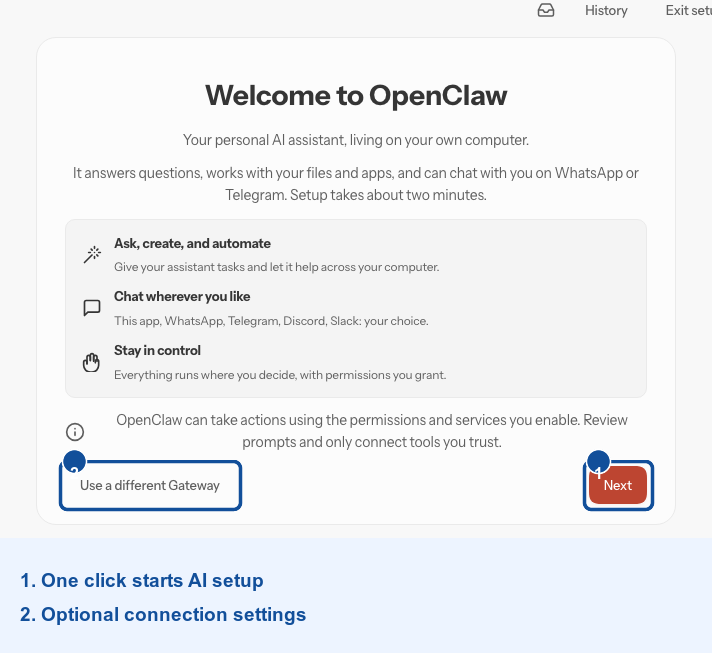 History Exit setu
Welcome to OpenClaw
Your personal AI assistant, living on your own computer.
It answers questions, works with your files and apps, and can chat with you on WhatsApp or
Telegram. Setup takes about two minutes.
Ask, create, and automate
Give your assistant tasks and let it help across your computer.
Chat wherever you like
This app, WhatsApp, Telegram, Discord, Slack: your choice.
Stay in control
Everything runs where you decide, with permissions you grant.
OpenClaw can take actions using the permissions and services you enable. Review
prompts and only connect tools you trust.
2 1
Use a different Gateway Next
1. One click starts AI setup
2. Optional connection settings